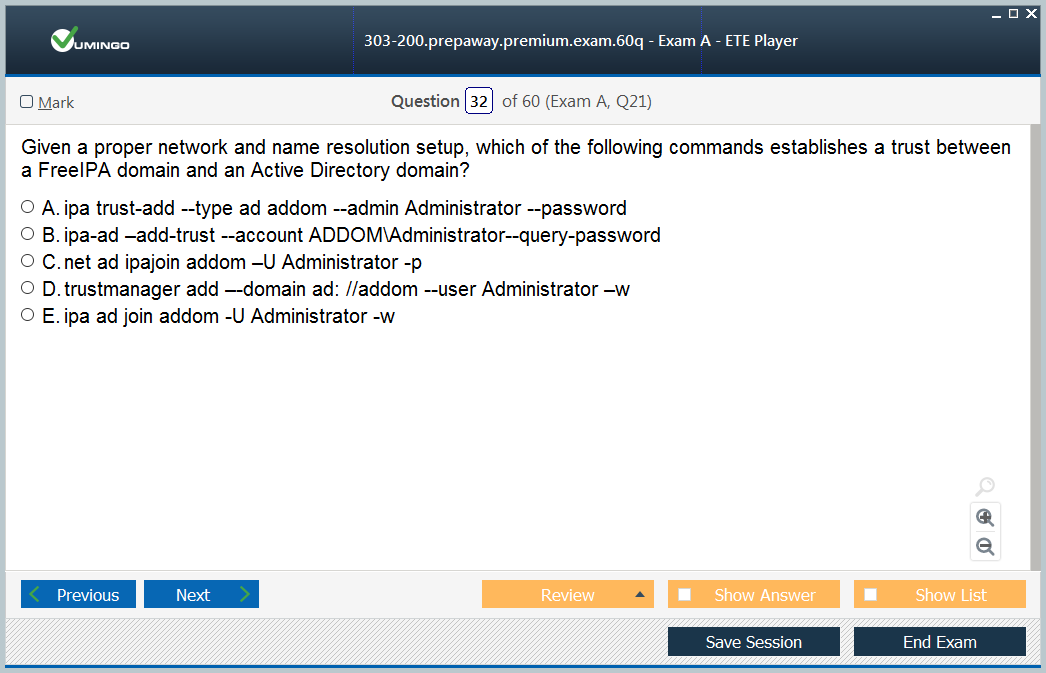 UMINGO
303-200.prepaway.premium.exam.60q - Exam A - ETE Player
Mark
Question 32 of 60 (Exam A, Q21)
Given a proper network and name resolution setup, which of the following commands establishes a trust between
a FreeIPA domain and an Active Directory domain?
A. ipa trust-add --type ad addom --admin Administrator --password
B. ipa-ad –add-trust --account ADDOM\Administrator--query-password
C. net ad ipajoin addom –U Administrator -p
D. trustmanager add –-domain ad: //addom --user Administrator –w
E. ipa ad join addom -U Administrator -w
Previous
Next
Review
Show Answer
Show List
Save Session
End Exam